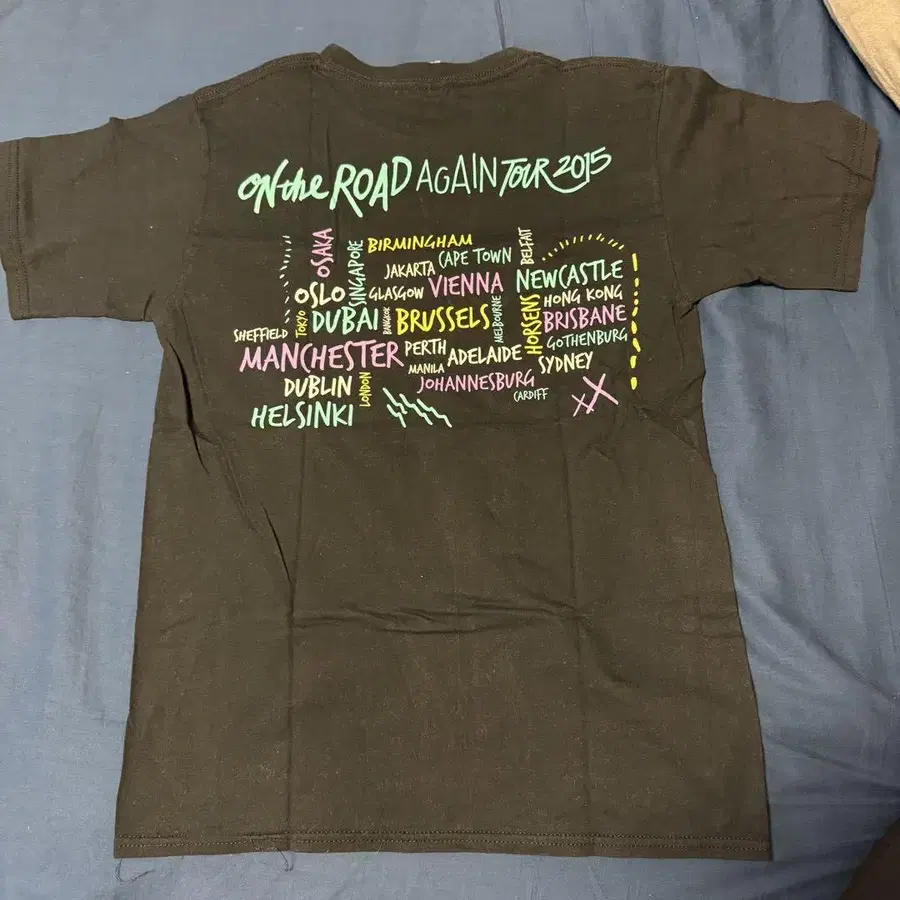 ON the ROAD AGAIN TOUR 2015
OSAKA
SINGAPORE
BIRMINGHAM
BELFAIT
CAPE TOWN
JAKARTA
VIENNA
NEWCASTLE
OSLO
GLASGOW
HONG KONG
TOKYO
DUBAI
BANGKOK
BRUSSELS
MELBOURNE
HORSENS
BRISBANE
SHEFFIELD
GOTHENBURG
MANCHESTER
PERTH
ADELAIDE
SYDNEY
MANILA
DUBLIN
LONDON
JOHANNESBURG
CARDIFF
HELSINKI